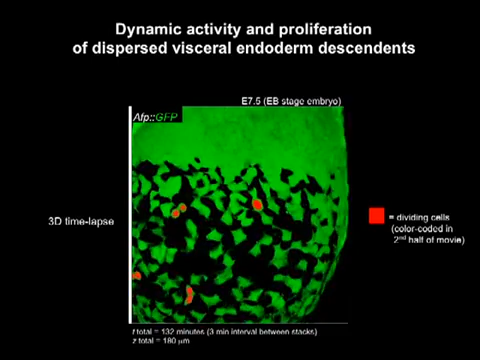 Dynamic activity and proliferation
of dispersed visceral endoderm descendents
E7.5 (EB stage embryo)
Afp::GFP
3D time-lapse
= dividing cells
(color-coded in
2nd half of movie)
t total = 132 minutes (3 min interval between stacks)
z total = 180 μm